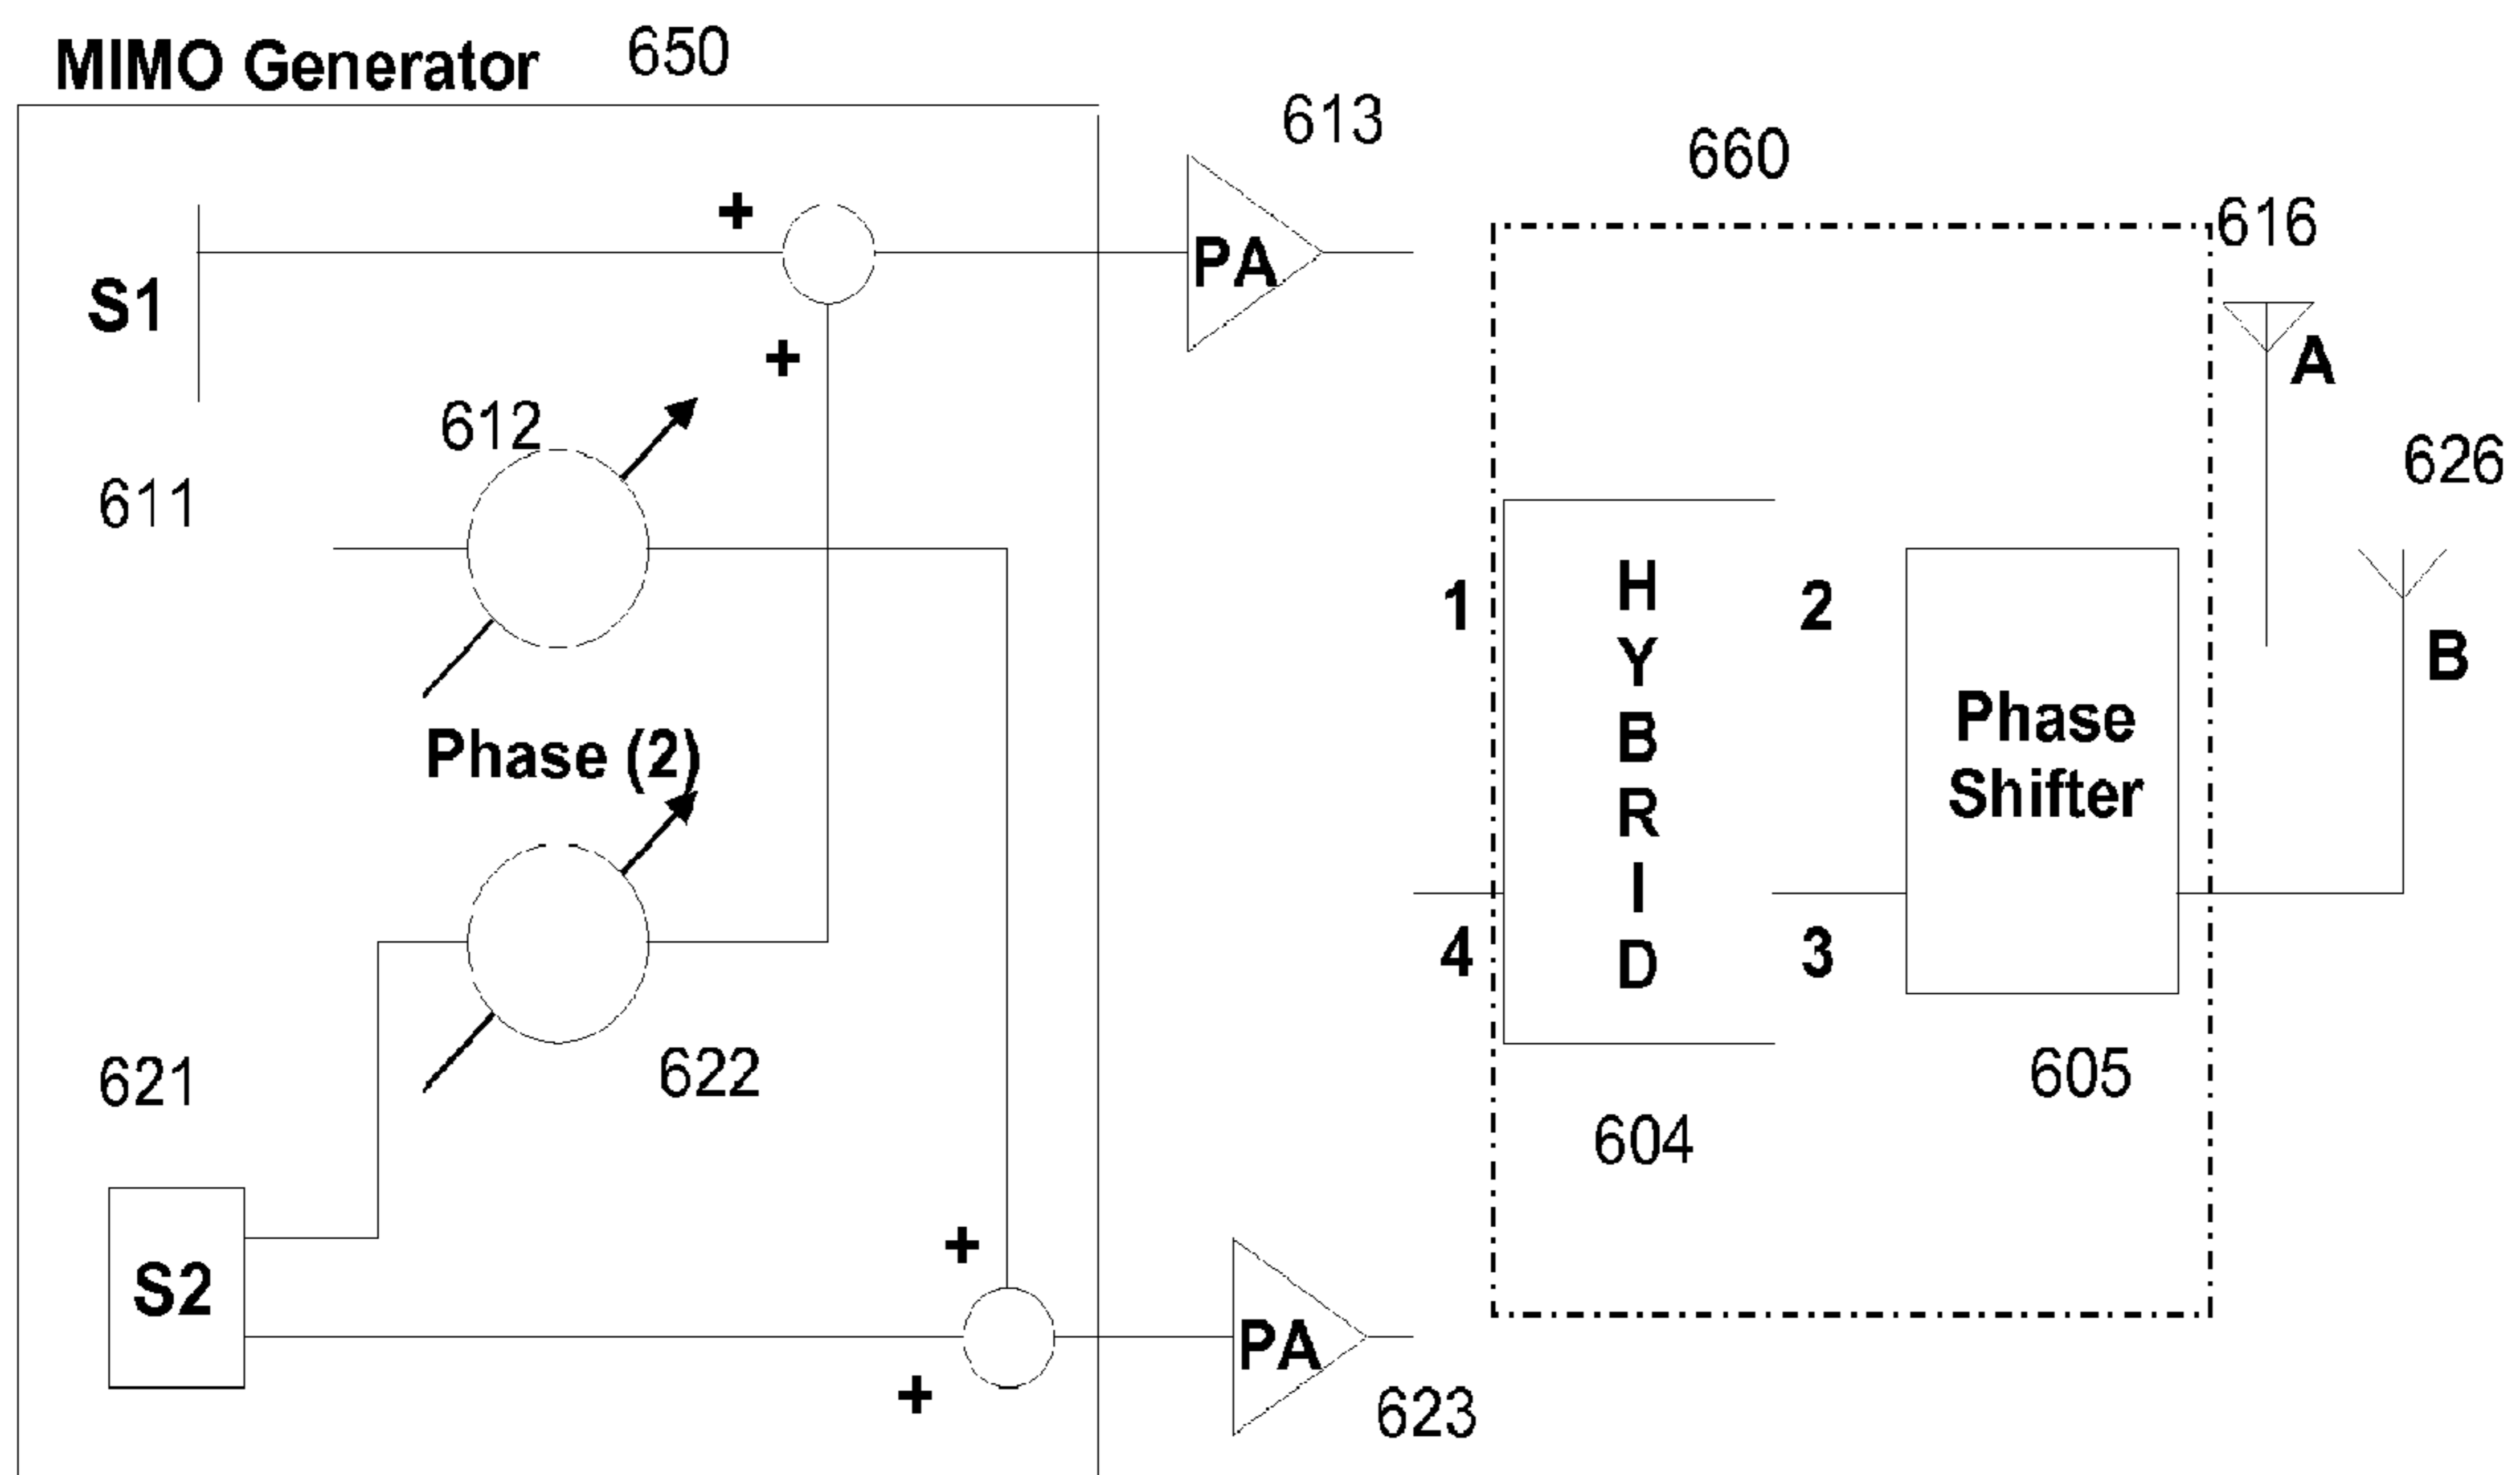 MIMO Generator 650
613
660
616
+
PA
S1
+
A
612
626
611
1
HYBRID
2
B
Phase (2)
Phase
Shifter
4
3
621
622
605
604
+
S2
PA
+
623